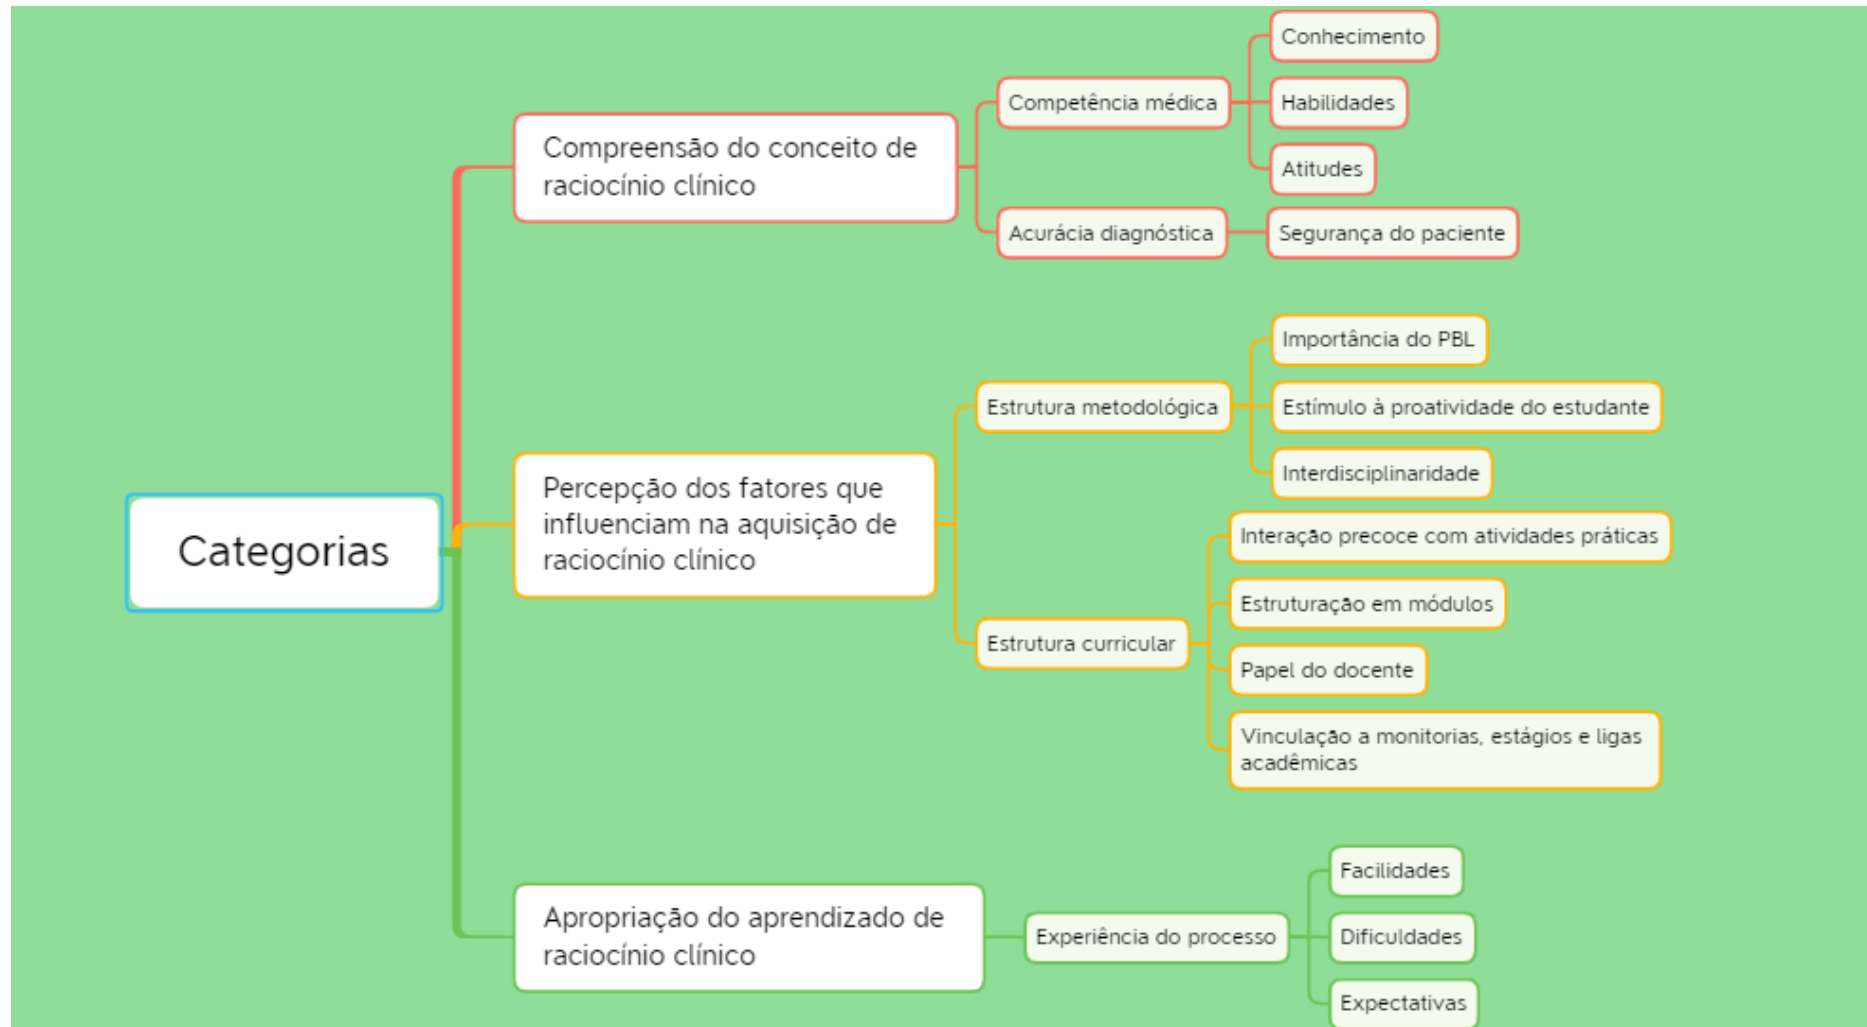 Categorias
Compreensão do conceito de
raciocínio clínico
Competência médica
Conhecimento
Habilidades
Atitudes
Acurácia diagnóstica
Segurança do paciente
Percepção dos fatores que
influenciam na aquisição de
raciocínio clínico
Estrutura metodológica
Importância do PBL
Estímulo à proatividade do estudante
Interdisciplinaridade
Estrutura curricular
Interação precoce com atividades práticas
Estruturação em módulos
Papel do docente
Vinculação a monitorias, estágios e ligas
acadêmicas
Apropriação do aprendizado de
raciocínio clínico
Experiência do processo
Facilidades
Dificuldades
Expectativas